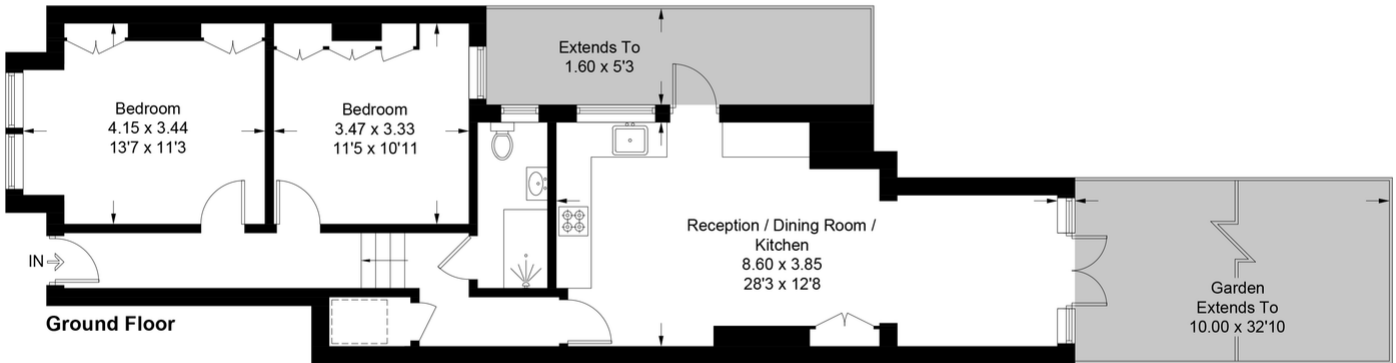 Extends To
1.60 x 5'3
Bedroom
4.15 x 3.44
13'7 x 11'3
Bedroom
3.47 x 3.33
11'5 x 10'11
Reception / Dining Room /
Kitchen
8.60 x 3.85
28'3 x 12'8
IN
Garden
Extends To
10.00 x 32'10
Ground Floor